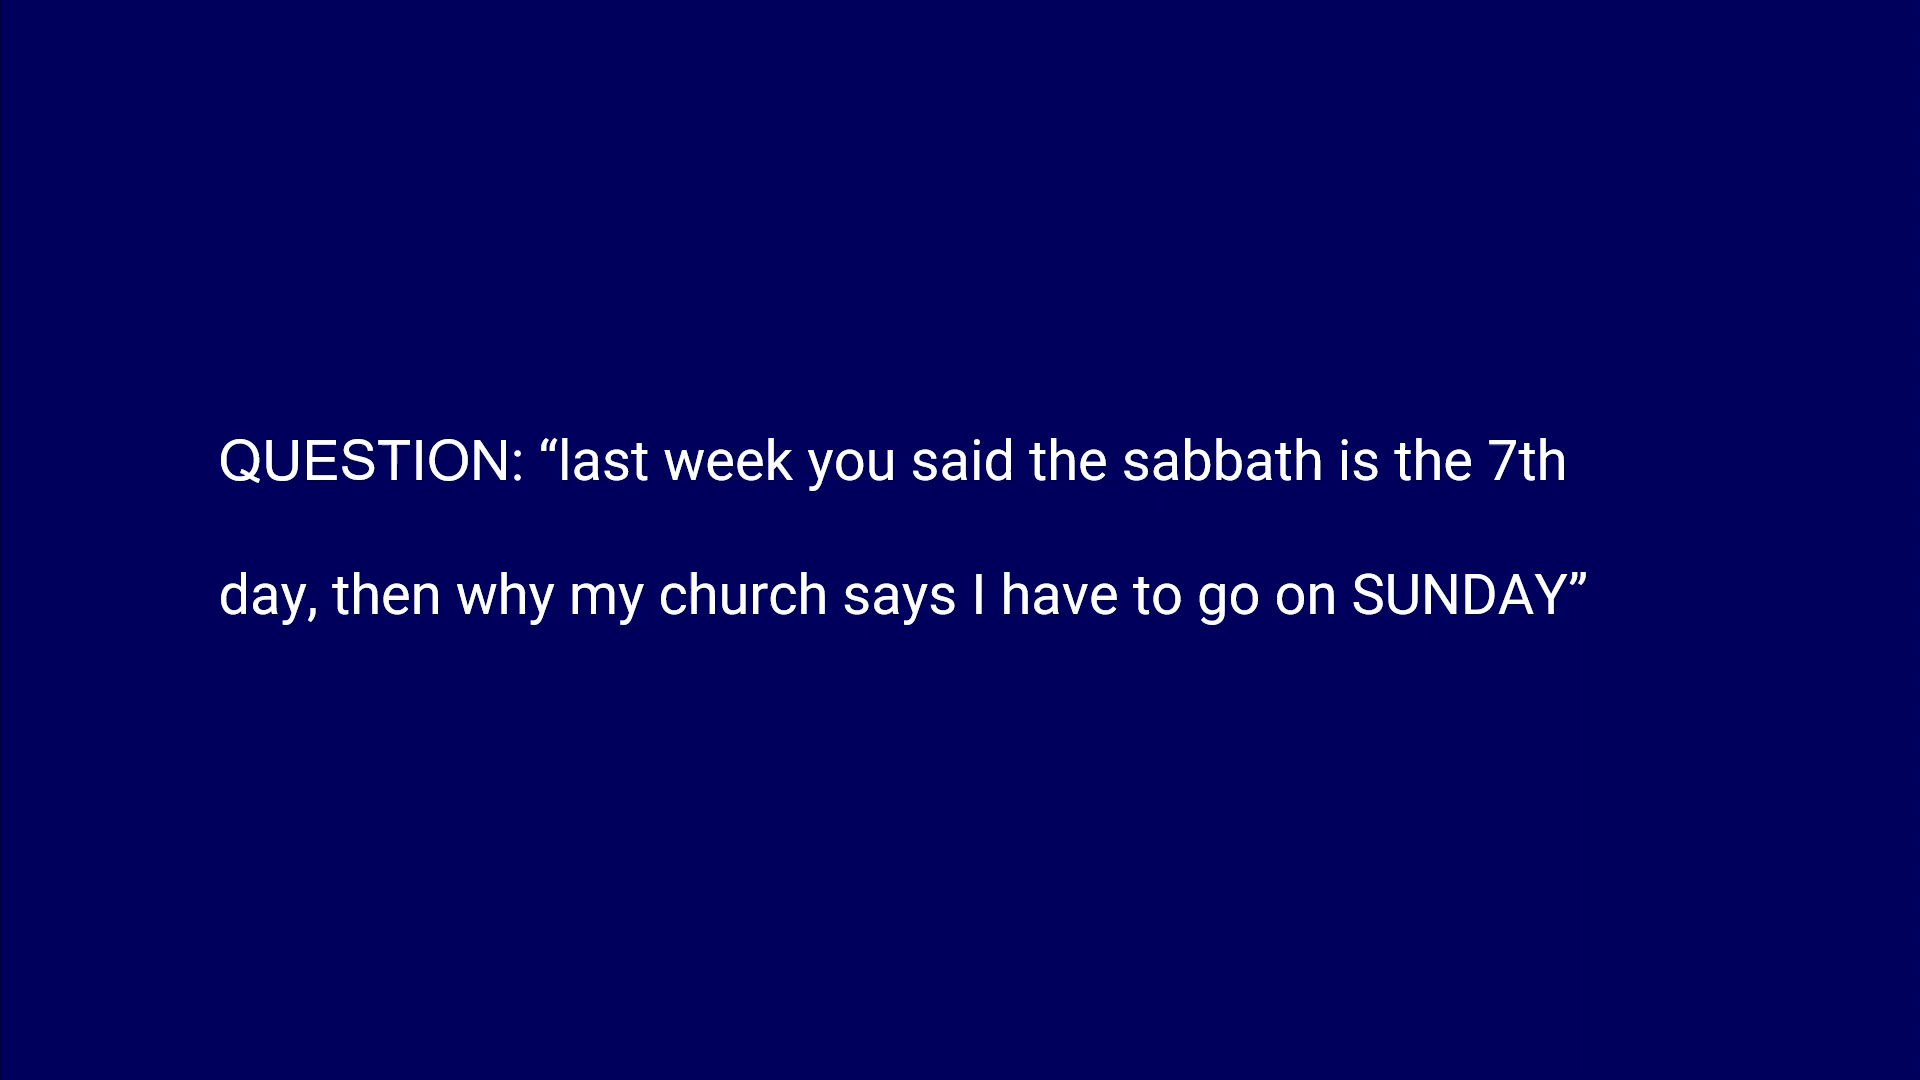 QUESTION: “last week you said the sabbath is the 7th
day, then why my church says I have to go on SUNDAY”